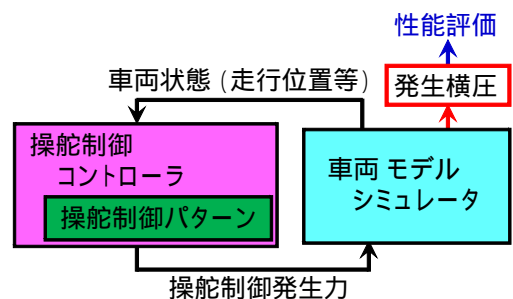 性能評価
車両状態（走行位置等）
発生横圧
操舵制御
コントローラ
操舵制御パターン
車両 モデル
シミュレータ
操舵制御発生力